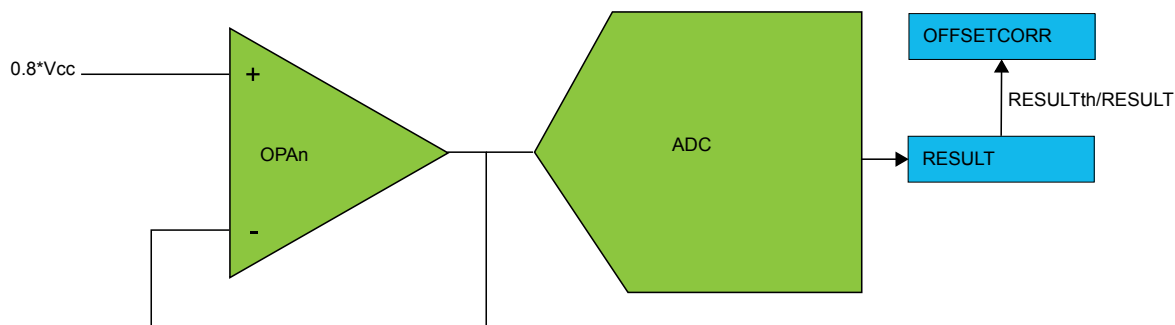 OFFSETCORR
0.8*Vcc
+
RESULTth/RESULT
OPAn
ADC
RESULT
-